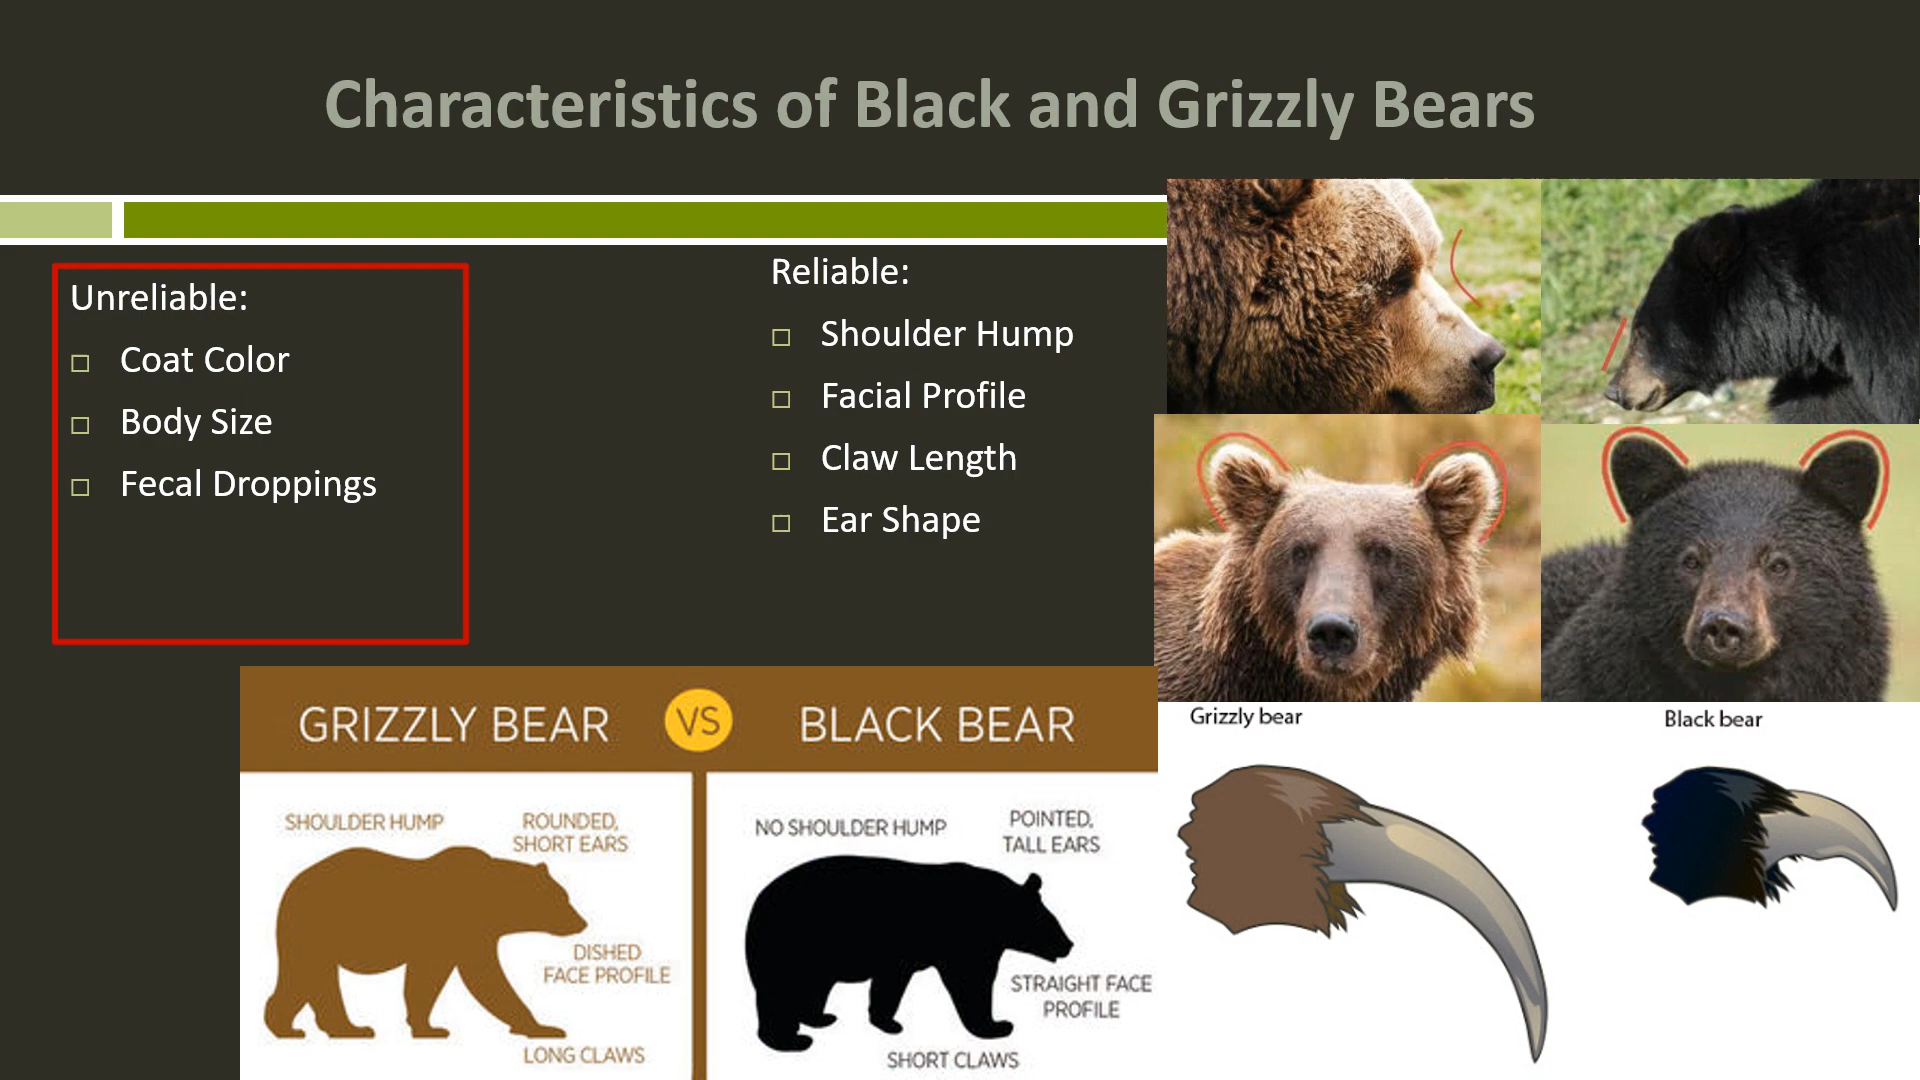 Characteristics of Black and Grizzly Bears
Unreliable:
Coat Color
Body Size
Fecal Droppings
Reliable:
Shoulder Hump
Facial Profile
Claw Length
Ear Shape
GRIZZLY BEAR
VS
BLACK BEAR
SHOULDER HUMP
ROUNDED,
SHORT EARS
DISHED
FACE PROFILE
LONG CLAWS
NO SHOULDER HUMP
POINTED,
TALL EARS
STRAIGHT FACE
PROFILE
SHORT CLAWS
Grizzly bear
Black bear